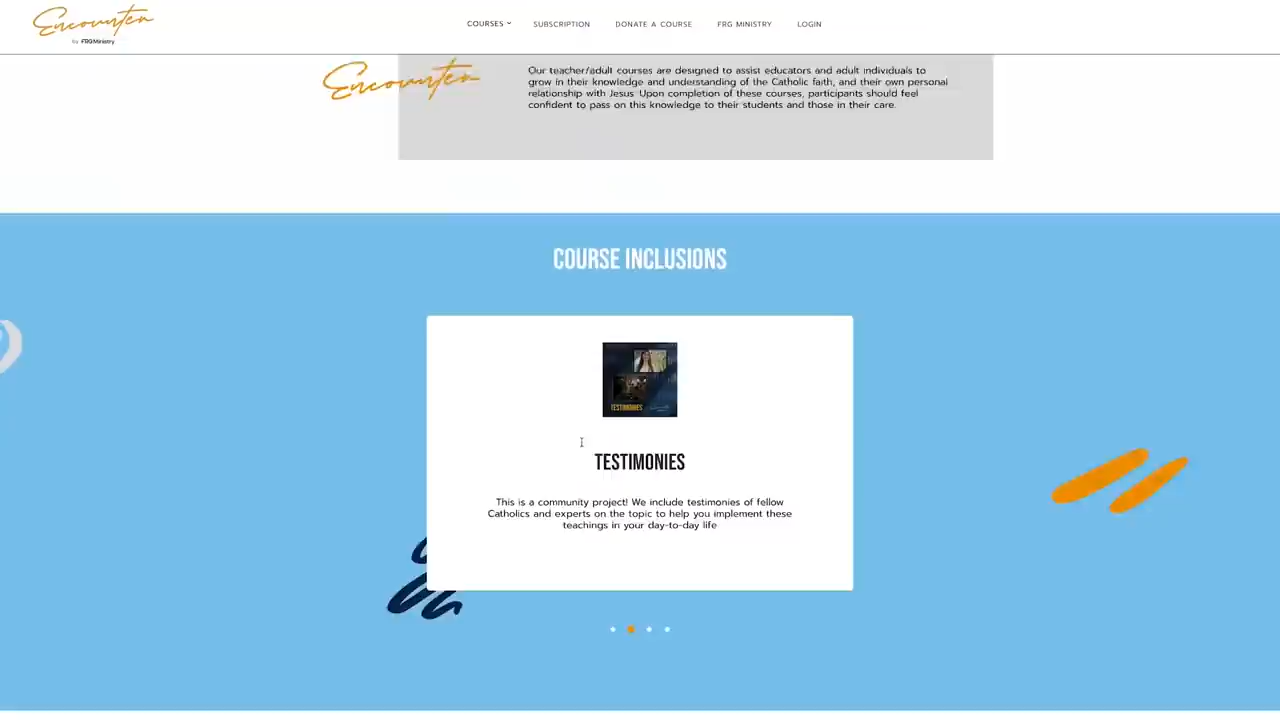 Encounter
by FRGMinistry
COURSES
SUBSCRIPTION
DONATE A COURSE
FRG MINISTRY
LOGIN
Encounter
Our teacher/adult courses are designed to assist educators and adult individuals to
grow in their knowledge and understanding of the Catholic faith, and their own personal
relationship with Jesus. Upon completion of these courses, participants should feel
confident to pass on this knowledge to their students and those in their care.
COURSE INCLUSIONS
TESTIMONIES
TESTIMONIES
This is a community project! We include testimonies of fellow
Catholics and experts on the topic to help you implement these
teachings in your day-to-day life